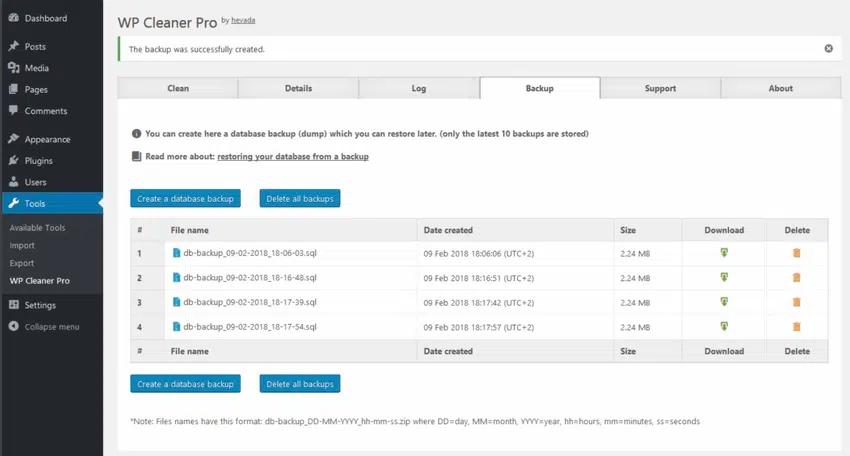 Dashboard
Posts
Media
Pages
Comments
Appearance
Plugins
Users
Tools
Available Tools
Import
Export
WP Cleaner Pro
Settings
Collapse menu
WP Cleaner Pro by hevada
The backup was successfully created.
Clean Details Log Backup Support About
You can create here a database backup (dump) which you can restore later. (only the latest 10 backups are stored)
Read more about: restoring your database from a backup
Create a database backup Delete all backups
# File name Date created Size Download Delete
1 db-backup_09-02-2018_18-06-03.sql 09 Feb 2018 18:06:06 (UTC+2) 2.24 MB
2 db-backup_09-02-2018_18-16-48.sql 09 Feb 2018 18:16:51 (UTC+2) 2.24 MB
3 db-backup_09-02-2018_18-17-39.sql 09 Feb 2018 18:17:42 (UTC+2) 2.24 MB
4 db-backup_09-02-2018_18-17-54.sql 09 Feb 2018 18:17:57 (UTC+2) 2.24 MB
# File name Date created Size Download Delete
Create a database backup Delete all backups
*Note: Files names have this format: db-backup_DD-MM-YYYY_hh-mm-ss.zip where DD=day, MM=month, YYYY=year, hh=hours, mm=minutes, ss=seconds